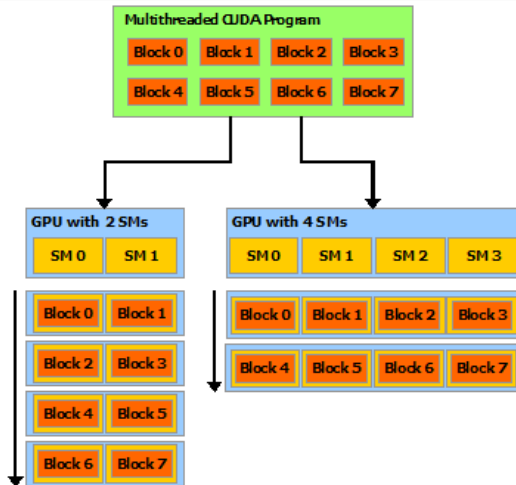 Multithreaded CUDA Program
Block 0 Block 1 Block 2 Block 3
Block 4 Block 5 Block 6 Block 7
GPU with 2 SMs
SM 0 SM 1
Block 0 Block 1
Block 2 Block 3
Block 4 Block 5
Block 6 Block 7
GPU with 4 SMs
SM 0 SM 1 SM 2 SM 3
Block 0 Block 1 Block 2 Block 3
Block 4 Block 5 Block 6 Block 7